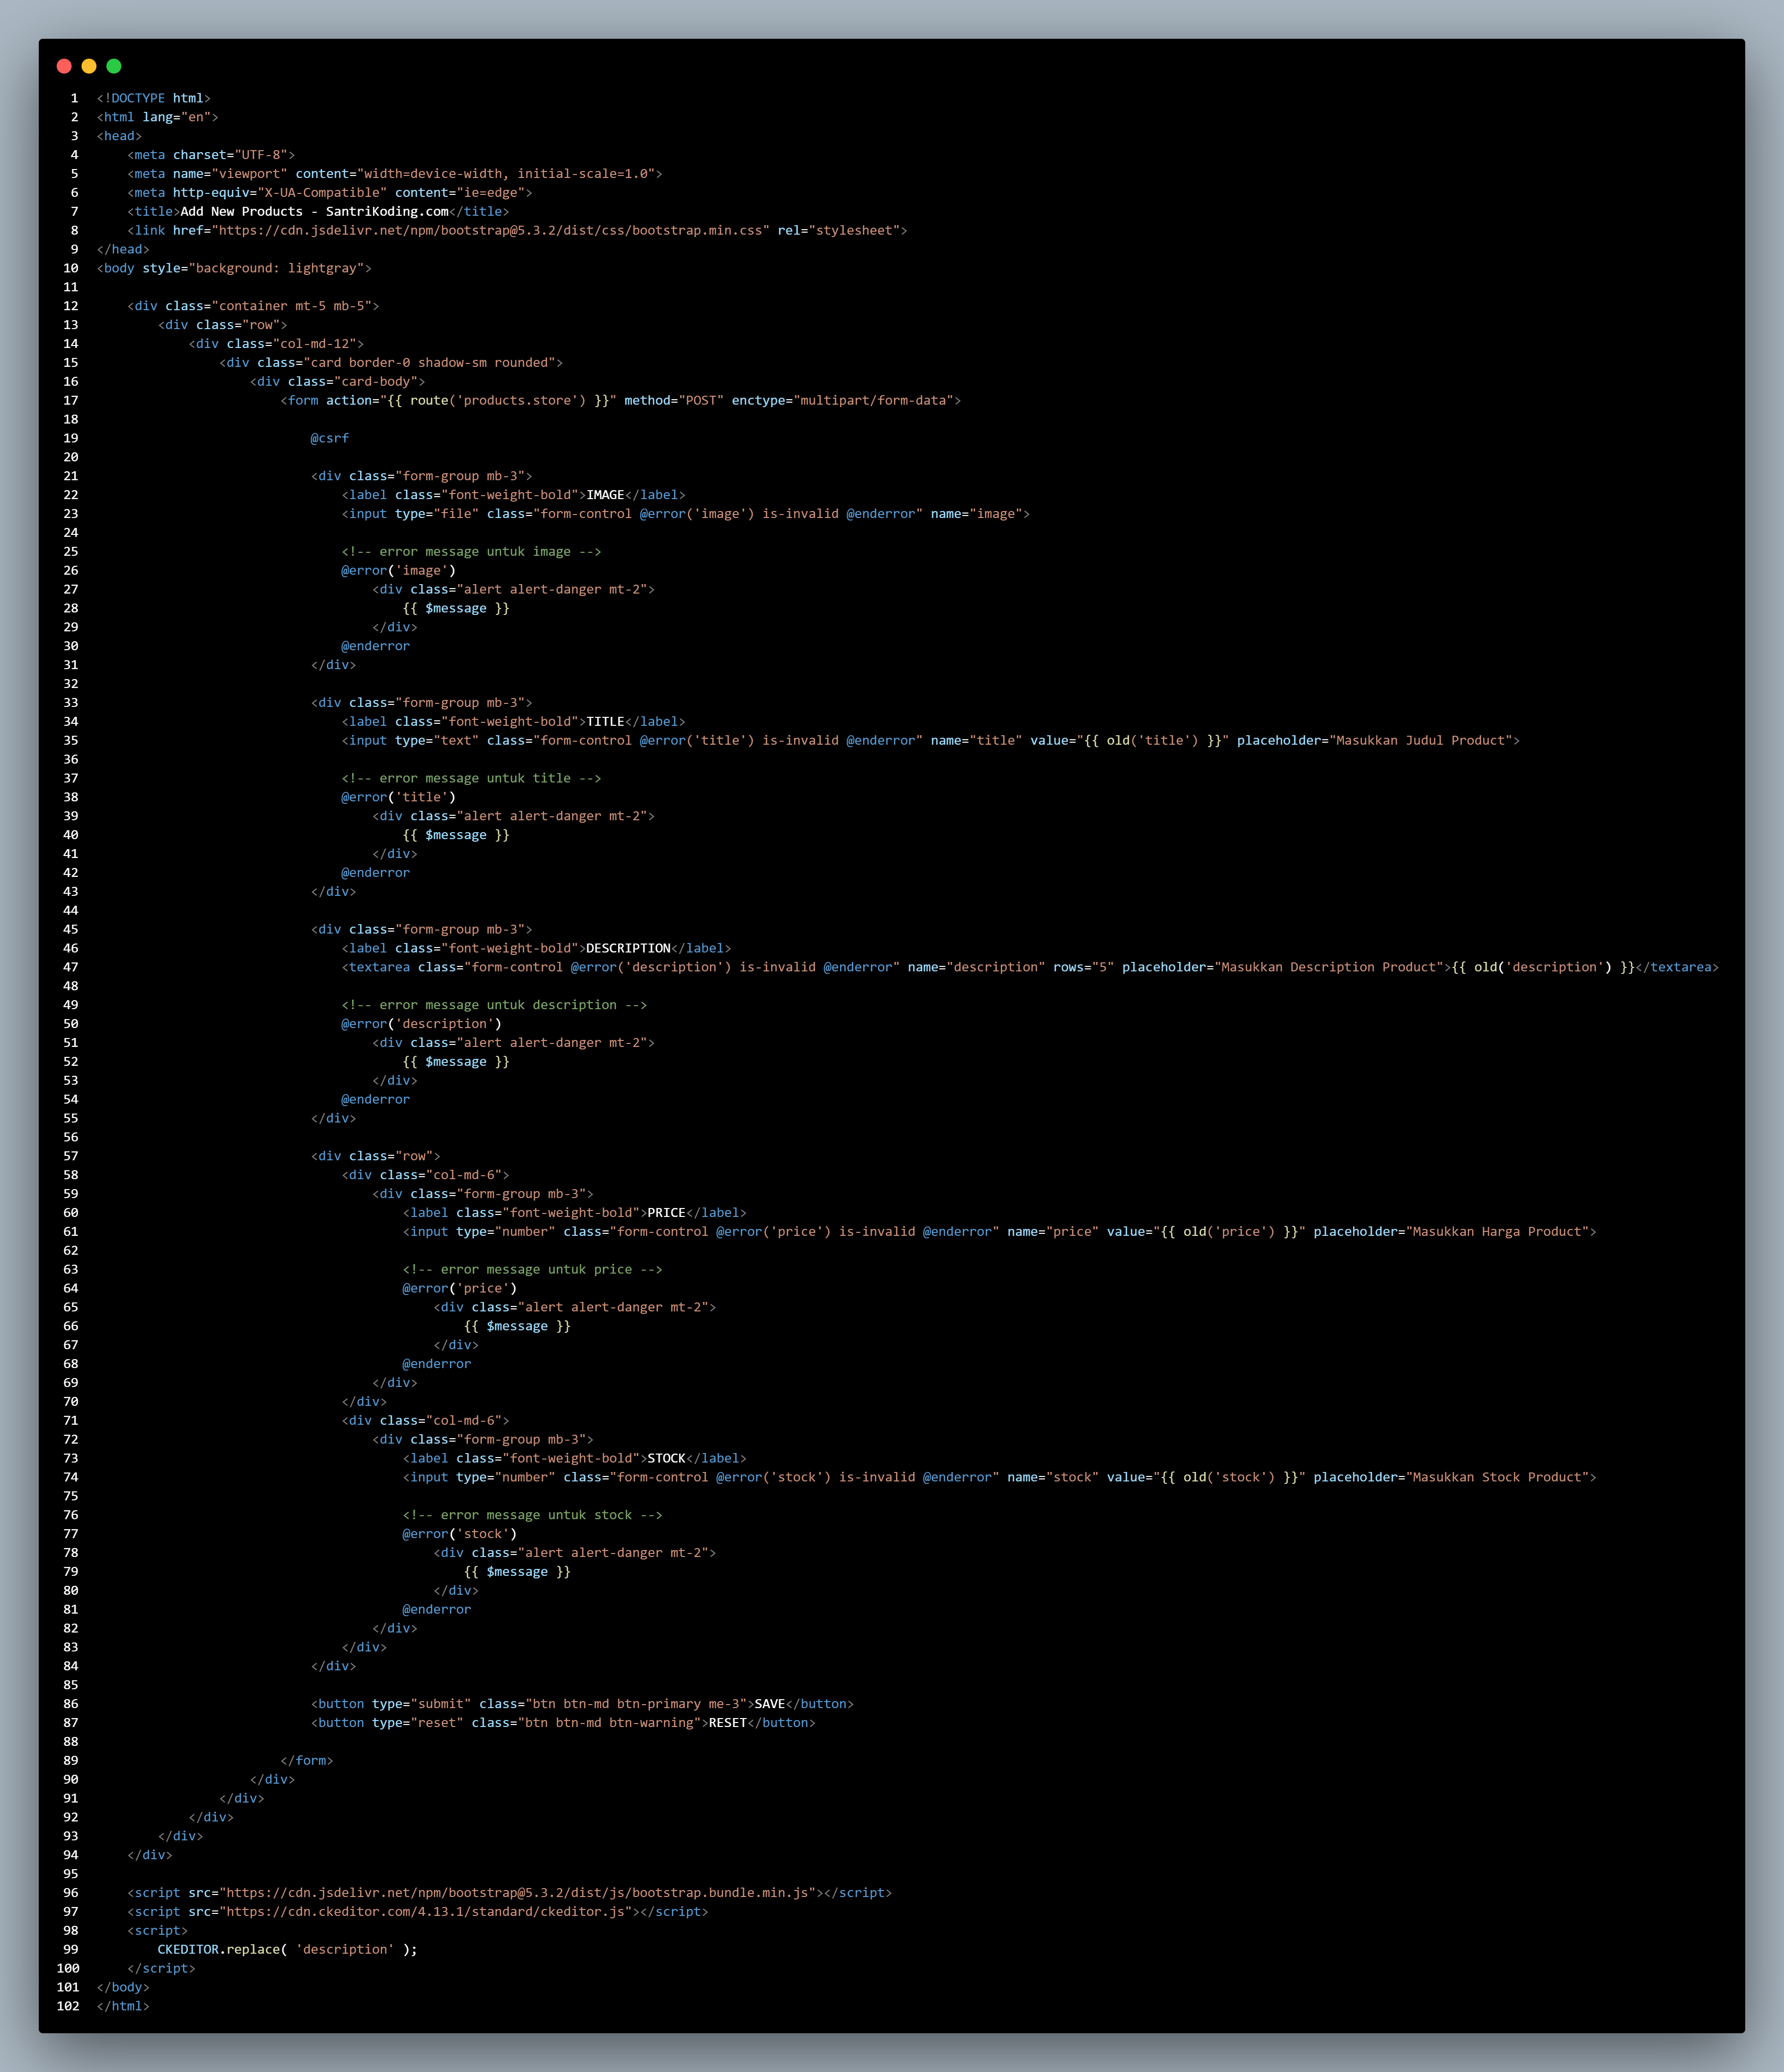 1 <!DOCTYPE html>
2 <html lang="en">
3 <head>
4     <meta charset="UTF-8">
5     <meta name="viewport" content="width=device-width, initial-scale=1.0">
6     <meta http-equiv="X-UA-Compatible" content="ie=edge">
7     <title>Add New Products - SantriKoding.com</title>
8     <link href="https://cdn.jsdelivr.net/npm/bootstrap@5.3.2/dist/css/bootstrap.min.css" rel="stylesheet">
9 </head>
10 <body style="background: lightgray">
11
12     <div class="container mt-5 mb-5">
13         <div class="row">
14             <div class="col-md-12">
15                 <div class="card border-0 shadow-sm rounded">
16                     <div class="card-body">
17                         <form action="{{ route('products.store') }}" method="POST" enctype="multipart/form-data">
18
19                             @csrf
20
21                             <div class="form-group mb-3">
22                                 <label class="font-weight-bold">IMAGE</label>
23                                 <input type="file" class="form-control @error('image') is-invalid @enderror" name="image">
24
25                                 <!-- error message untuk image -->
26                                 @error('image')
27                                     <div class="alert alert-danger mt-2">
28                                         {{ $message }}
29                                     </div>
30                                 @enderror
31                             </div>
32
33                             <div class="form-group mb-3">
34                                 <label class="font-weight-bold">TITLE</label>
35                                 <input type="text" class="form-control @error('title') is-invalid @enderror" name="title" value="{{ old('title') }}" placeholder="Masukkan Judul Product">
36
37                                 <!-- error message untuk title -->
38                                 @error('title')
39                                     <div class="alert alert-danger mt-2">
40                                         {{ $message }}
41                                     </div>
42                                 @enderror
43                             </div>
44
45                             <div class="form-group mb-3">
46                                 <label class="font-weight-bold">DESCRIPTION</label>
47                                 <textarea class="form-control @error('description') is-invalid @enderror" name="description" rows="5" placeholder="Masukkan Description Product">{{ old('description') }}</textarea>
48
49                                 <!-- error message untuk description -->
50                                 @error('description')
51                                     <div class="alert alert-danger mt-2">
52                                         {{ $message }}
53                                     </div>
54                                 @enderror
55                             </div>
56
57                             <div class="row">
58                                 <div class="col-md-6">
59                                     <div class="form-group mb-3">
60                                         <label class="font-weight-bold">PRICE</label>
61                                         <input type="number" class="form-control @error('price') is-invalid @enderror" name="price" value="{{ old('price') }}" placeholder="Masukkan Harga Product">
62
63                                         <!-- error message untuk price -->
64                                         @error('price')
65                                             <div class="alert alert-danger mt-2">
66                                                 {{ $message }}
67                                             </div>
68                                         @enderror
69                                     </div>
70                                 </div>
71                                 <div class="col-md-6">
72                                     <div class="form-group mb-3">
73                                         <label class="font-weight-bold">STOCK</label>
74                                         <input type="number" class="form-control @error('stock') is-invalid @enderror" name="stock" value="{{ old('stock') }}" placeholder="Masukkan Stock Product">
75
76                                         <!-- error message untuk stock -->
77                                         @error('stock')
78                                             <div class="alert alert-danger mt-2">
79                                                 {{ $message }}
80                                             </div>
81                                         @enderror
82                                     </div>
83                                 </div>
84                             </div>
85
86                             <button type="submit" class="btn btn-md btn-primary me-3">SAVE</button>
87                             <button type="reset" class="btn btn-md btn-warning">RESET</button>
88
89                         </form>
90                     </div>
91                 </div>
92             </div>
93         </div>
94     </div>
95
96     <script src="https://cdn.jsdelivr.net/npm/bootstrap@5.3.2/dist/js/bootstrap.bundle.min.js"></script>
97     <script src="https://cdn.ckeditor.com/4.13.1/standard/ckeditor.js"></script>
98     <script>
99         CKEDITOR.replace( 'description' );
100     </script>
101 </body>
102 </html>